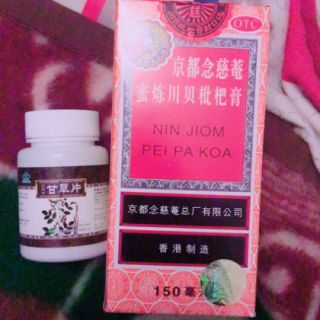 OTC
京都念慈菴
蜜炼川贝枇杷膏
NIN JIOM
PEI PA KOA
甘草片
京都念慈菴总厂有限公司
香港制造
150毫